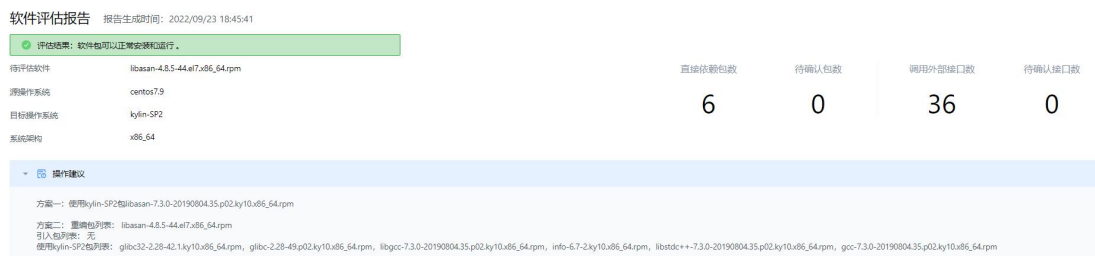 软件评估报告 报告生成时间：2022/09/23 18:45:41
评估结果：软件包可以正常安装和运行。
待评估软件 libasan-4.8.5-44.el7.x86_64.rpm
源操作系统 centos7.9
目标操作系统 kylin-SP2
系统架构 x86_64
直接依赖包数 待确认包数 调用外部接口数 待确认接口数
6 0 36 0
操作建议
方案一：使用kylin-SP2包libasan-7.3.0-20190804.35.p02.ky10.x86_64.rpm
方案二： 重编包列表： libasan-4.8.5-44.el7.x86_64.rpm
引入包列表： 无
使用kylin-SP2包列表： glibc32-2.28-42.1.ky10.x86_64.rpm，glibc-2.28-49.p02.ky10.x86_64.rpm，libgcc-7.3.0-20190804.35.p02.ky10.x86_64.rpm，info-6.7-2.ky10.x86_64.rpm，libstdc++-7.3.0-20190804.35.p02.ky10.x86_64.rpm，gcc-7.3.0-20190804.35.p02.ky10.x86_64.rpm